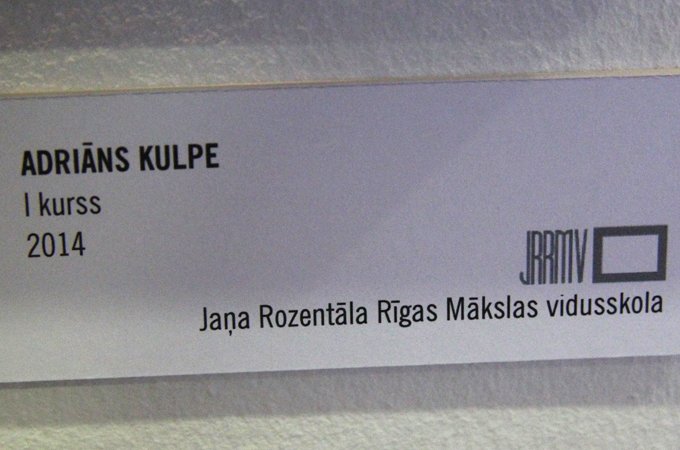 ADRIĀNS KULPE
I kurss
2014
JRRMV
Jaņa Rozentāla Rīgas Mākslas vidusskola